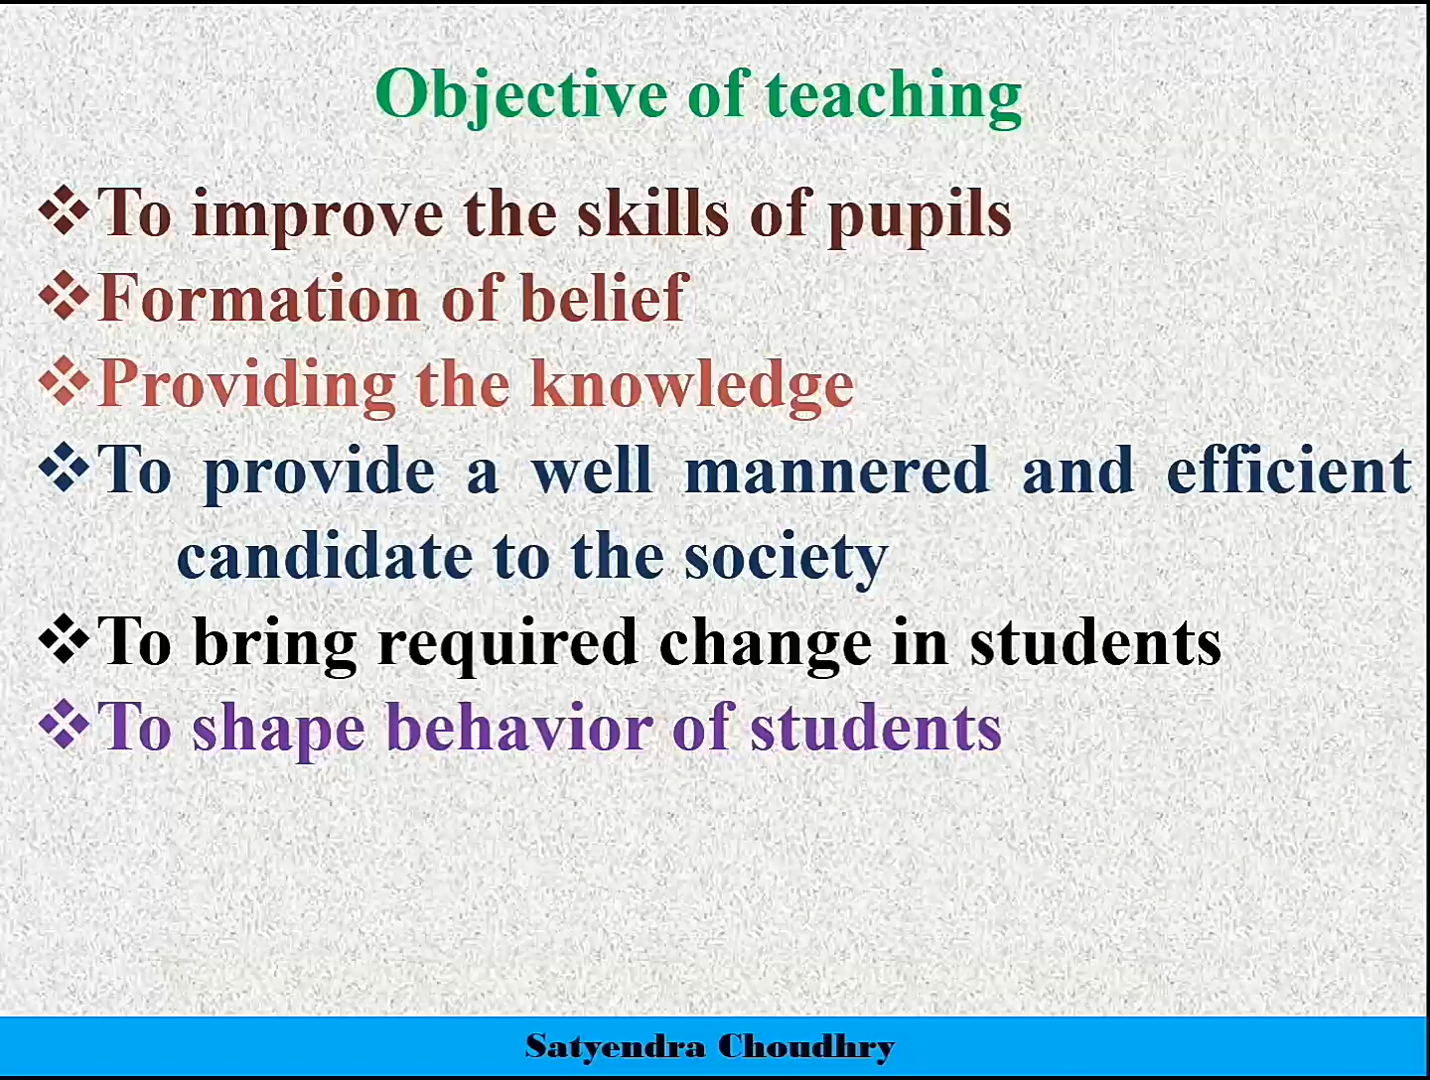 Objective of teaching
❖To improve the skills of pupils
❖Formation of belief
❖Providing the knowledge
❖To provide a well mannered and efficient
candidate to the society
❖To bring required change in students
❖To shape behavior of students
Satyendra Choudhry